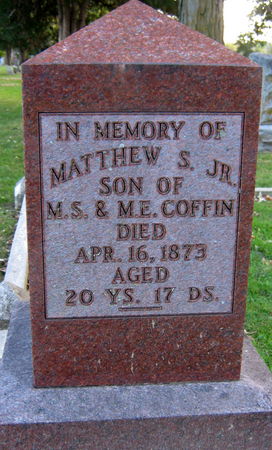 IN MEMORY OF
MATTHEW S. JR.
SON OF
M.S. & M.E. COFFIN
DIED
APR. 16, 1873
AGED
20 YS. 17 DS.